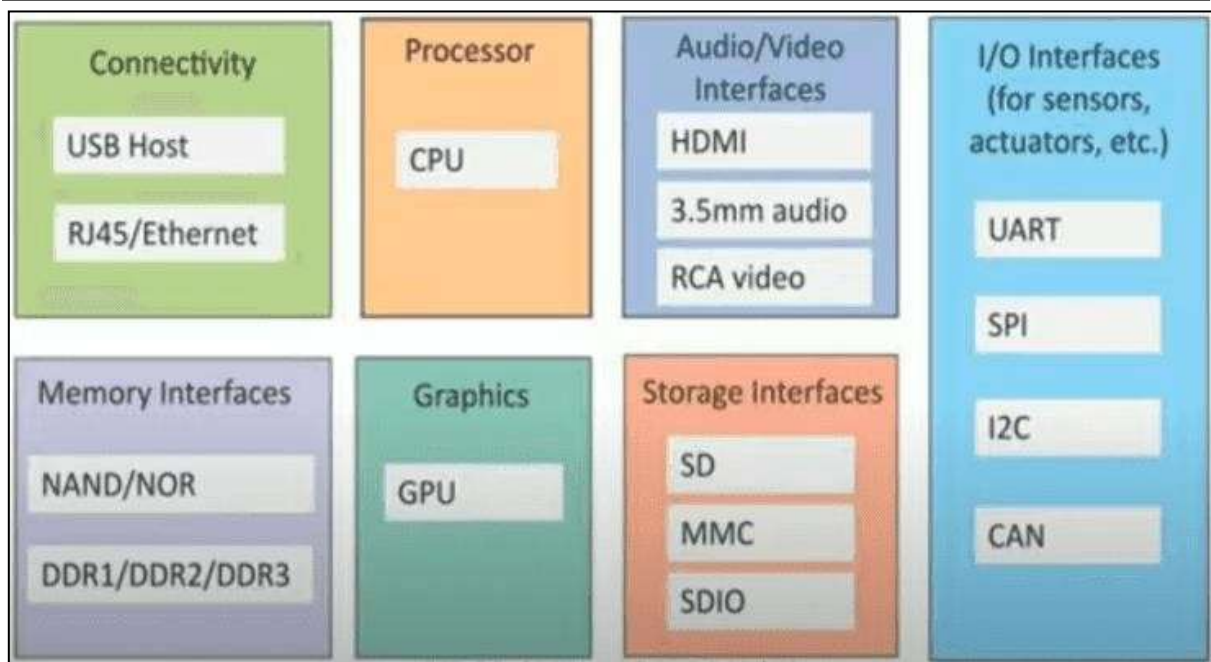 Connectivity
USB Host
RJ45/Ethernet
Processor
CPU
Audio/Video
Interfaces
HDMI
3.5mm audio
RCA video
I/O Interfaces
(for sensors,
actuators, etc.)
UART
SPI
I2C
CAN
Memory Interfaces
NAND/NOR
DDR1/DDR2/DDR3
Graphics
GPU
Storage Interfaces
SD
MMC
SDIO